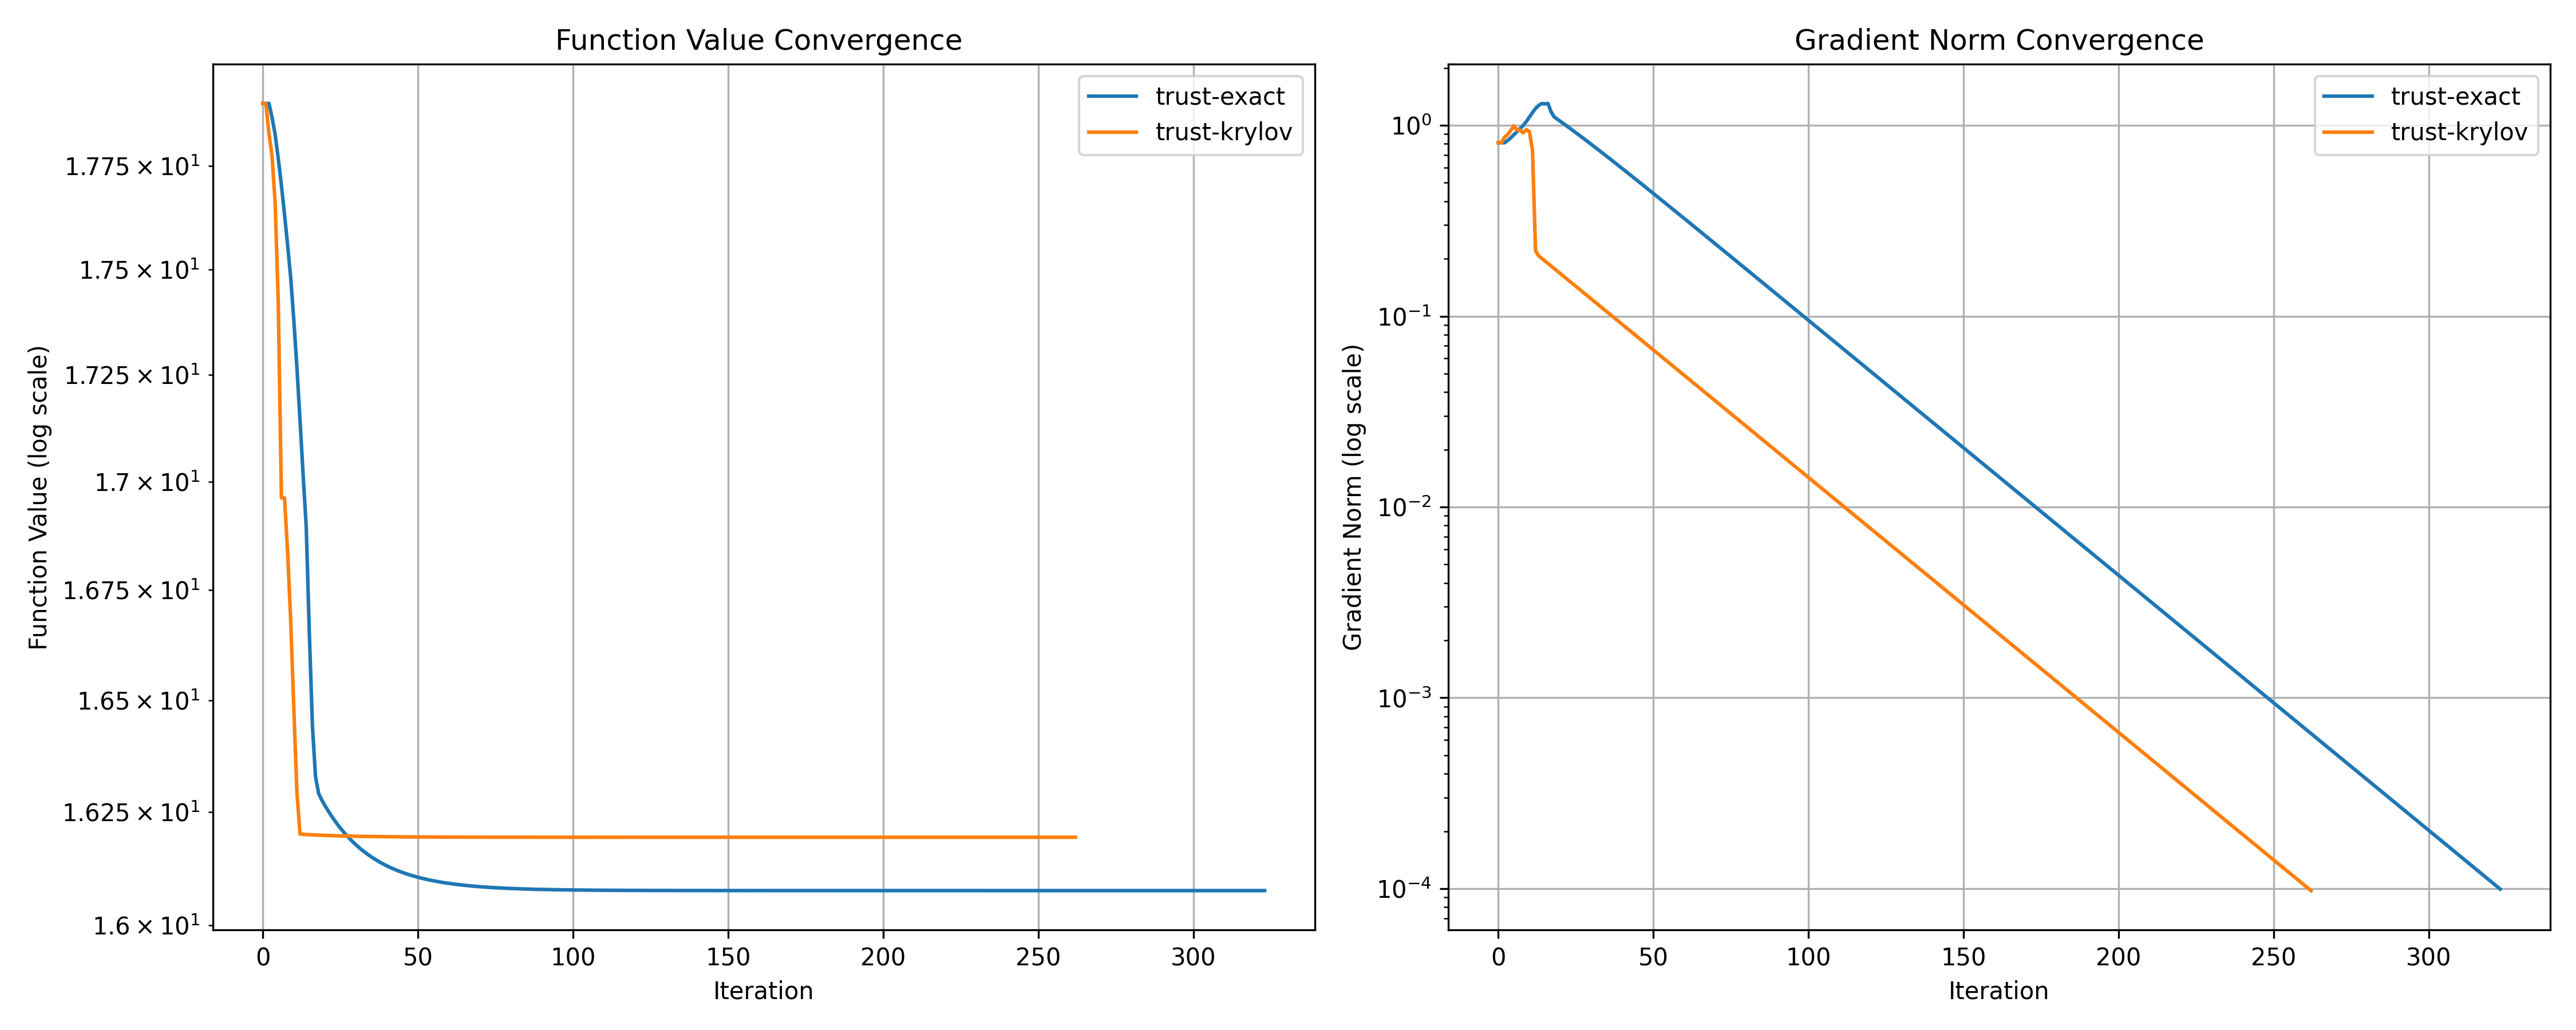 Function Value Convergence
Function Value (log scale)
1.775 × 10¹
1.75 × 10¹
1.725 × 10¹
1.7 × 10¹
1.675 × 10¹
1.65 × 10¹
1.625 × 10¹
1.6 × 10¹
trust-exact
trust-krylov
0 50 100 150 200 250 300
Iteration
Gradient Norm Convergence
Gradient Norm (log scale)
10⁰
10⁻¹
10⁻²
10⁻³
10⁻⁴
trust-exact
trust-krylov
0 50 100 150 200 250 300
Iteration